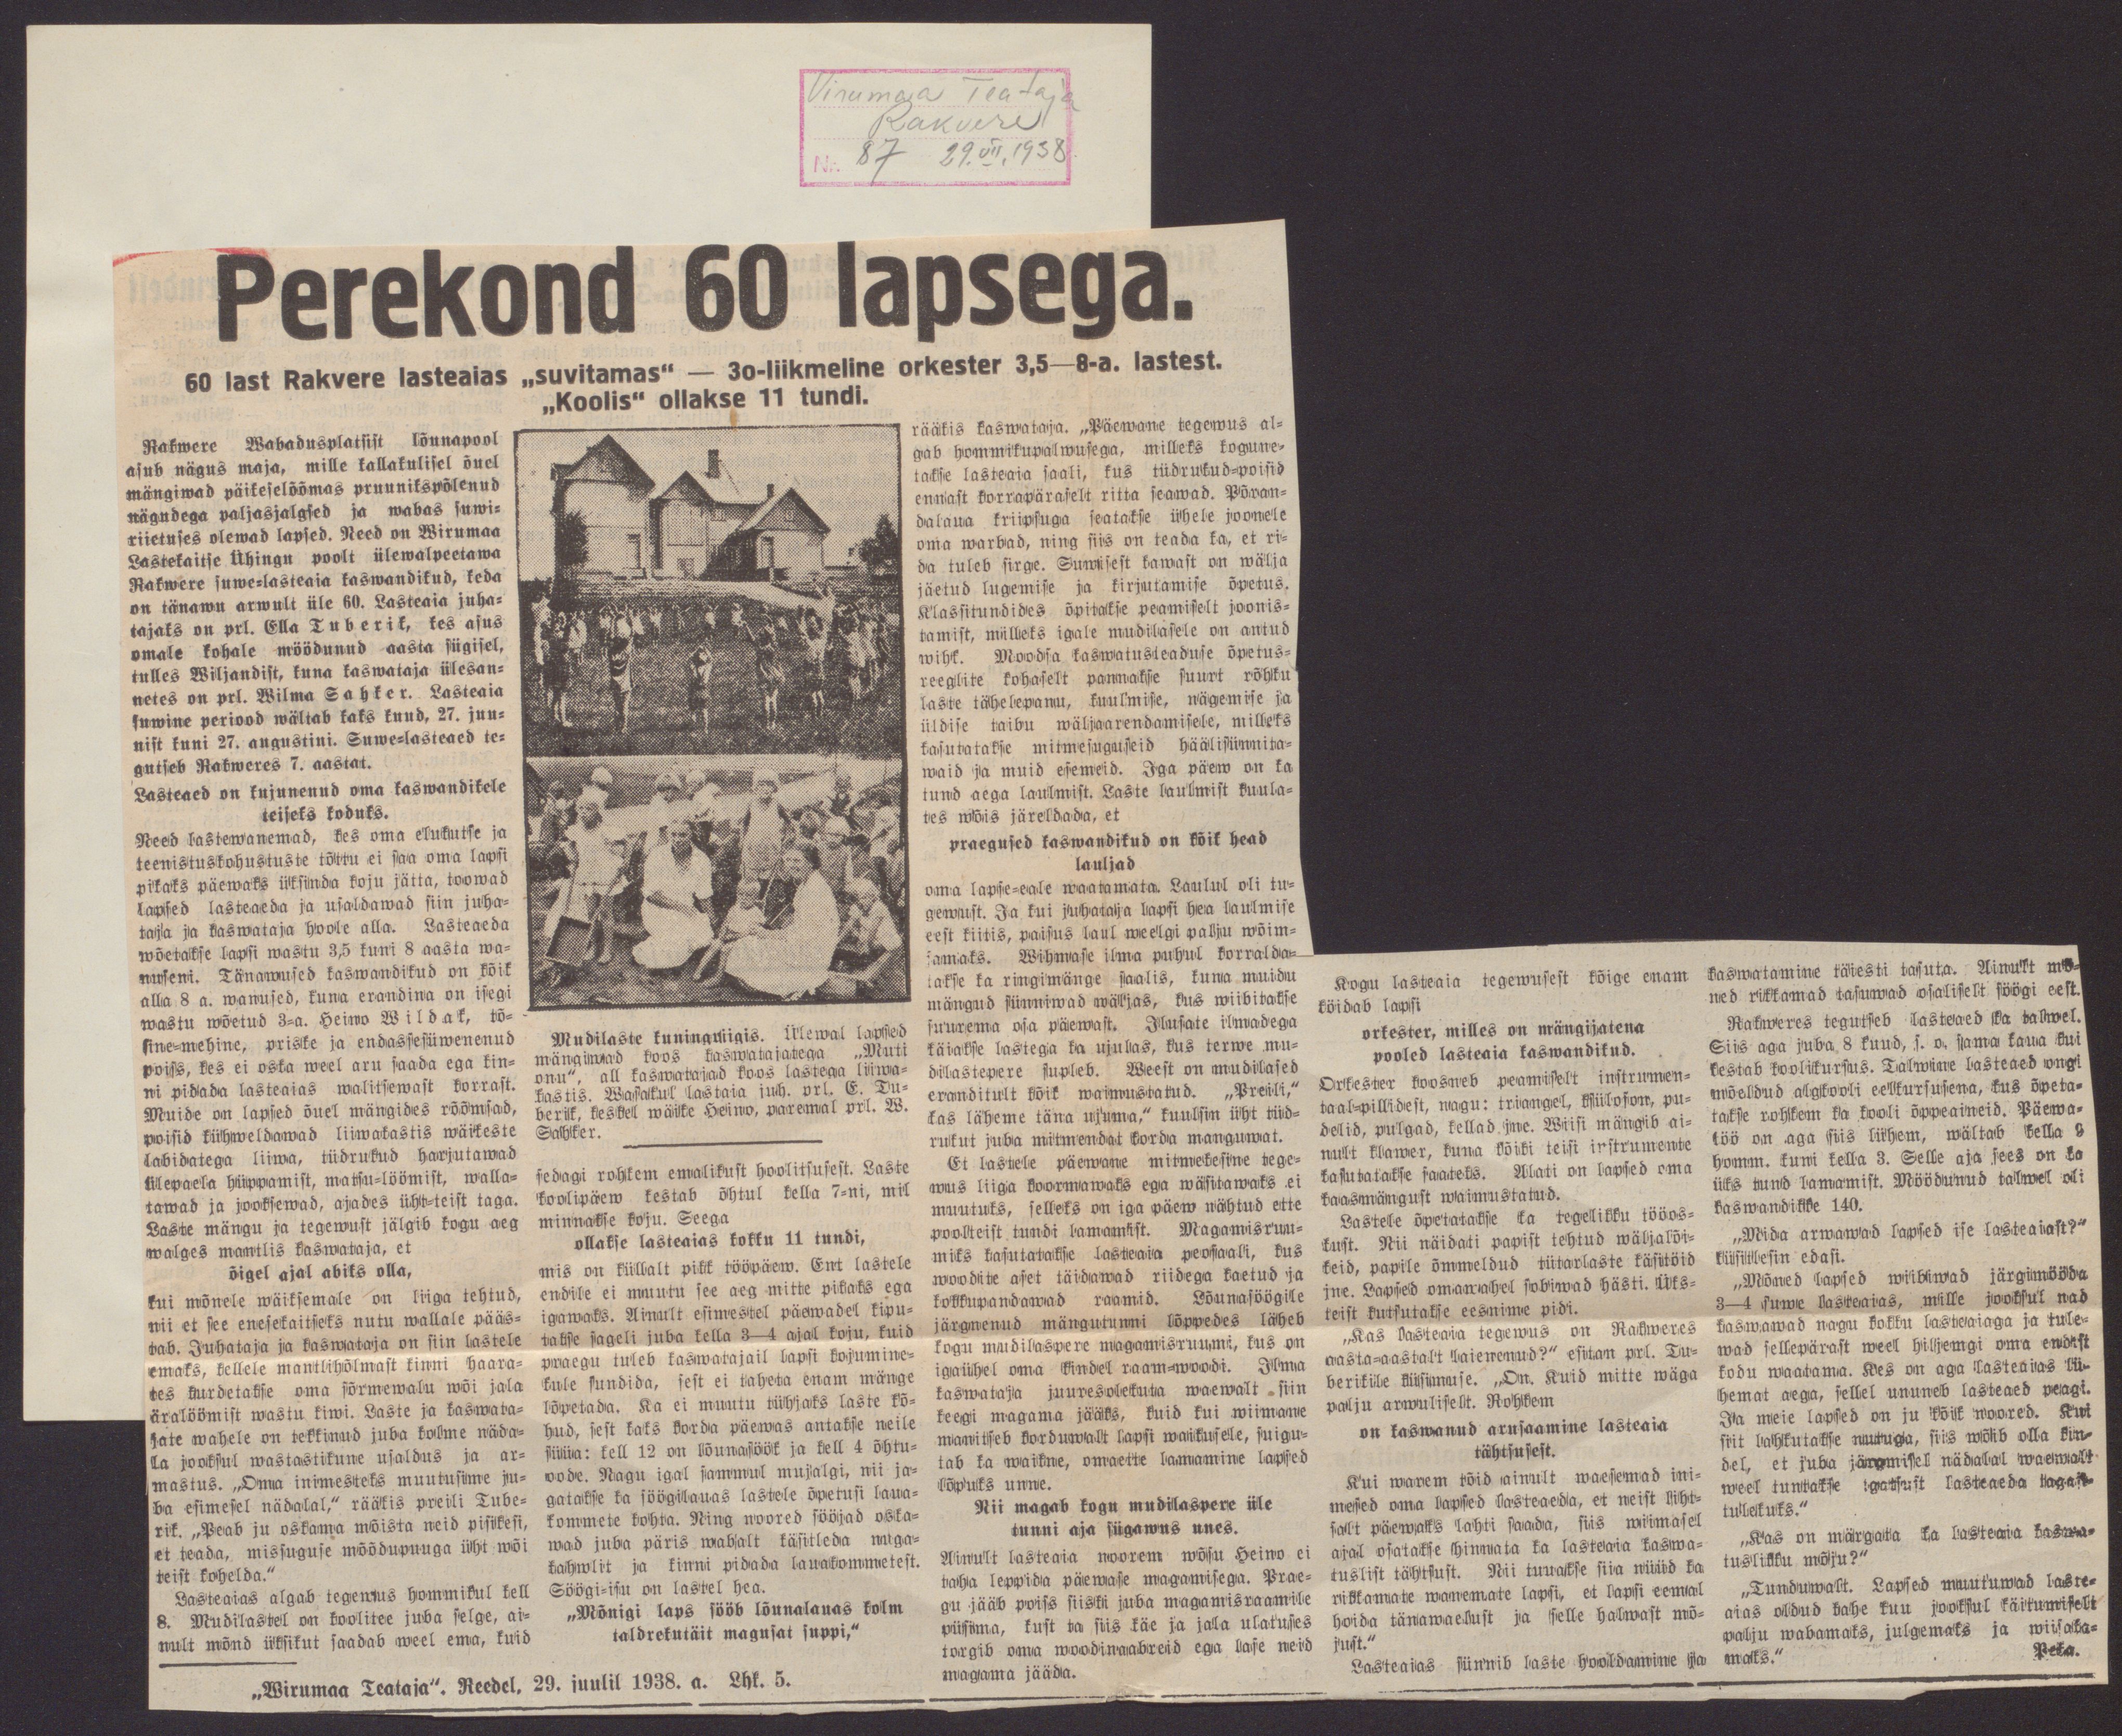 Virumaa Teataja
Rakvere
Nr. 87 29.VII.1938
Perekond 60 lapsega.
60 last Rakvere lasteaias „suvitamas“ — 3o-liikmeline orkester 3,5—8-a. lastest.
„Koolis“ ollakse 11 tundi.
Rakwere Wabadusplatsist lõunapool
asub nägus maja, mille kallakulisel õuel
mängiwad päikeselõõmas pruunikspõlenud
nägudega paljasjalgsed ja wabas suwi-
riietuses olewad lapsed. Need on Wirumaa
Lastekaitse Ühingu poolt ülewalpeetawa
Rakwere suwe-lasteaia kaswandikud, keda
on tänawu arwult üle 60. Lasteaia juha-
tajaks on prl. Ella Tuberik, kes asus
omale kohale möödunud aasta sügisel,
tulles Wiljandist, kuna kaswataja ülesan-
netes on prl. Wilma Sahker. Lasteaia
suwine periood wältab kaks kuud, 27. juu-
nist kuni 27. augustini. Suwe-lasteaed te-
gutseb Rakweres 7. aastat.
Lasteaed on kujunenud oma kaswandikele
teiseks koduks.
Need lastewanemad, kes oma elukutse ja
teenistuskohustuste tõttu ei saa oma lapsi
pikaks päewaks üksinda koju jätta, toowad
lapsed lasteaeda ja usaldawad siin juha-
taja ja kaswataja hoole alla. Lasteaeda
wõetakse lapsi wastu 3,5 kuni 8 aasta wa-
nuseni. Tänawused kaswandikud on kõik
alla 8 a. wanused, kuna erandina on isegi
wastu wõetud 3-a. Heino Wildak, tõ-
sine-mehine, priske ja endassesüwenenud
poiss, kes ei oska weel aru saada ega kin-
ni pidada lasteaias walitsewast korrast.
Muide on lapsed õuel mängides rõõmsad,
poisid kühweldawad liiwakastis wäikeste
labidatega liiwa, tüdrukud harjutawad
ülepaela hüppamist, matsu-löömist, walla-
tawad ja jooksewad, ajades üht-teist taga.
Laste mängu ja tegewust jälgib kogu aeg
walges mantlis kaswataja, et
õigel ajal abiks olla,
kui mõnele wäiksemale on liiga tehtud,
nii et see enesekaitseks nutu wallale pääs-
tab. Juhataja ja kaswataja on siin lastele
emaks, kellele mantlihõlmast kinni haara-
tes kurdetakse oma sõrmewalu wõi jala
äralöömist wastu kiwi. Laste ja kaswata-
jate wahele on tekkinud juba kolme näda-
la jooksul wastastikune usaldus ja ar-
mastus. „Oma inimesteks muutusime ju-
ba esimesel nädalal,“ rääkis preili Tube-
rik. „Peab ju oskama mõista neid pisikesi,
et teada, missuguse mõõdupuuga üht wõi
teist kohelda.“
Lasteaias algab tegewus hommikul kell
8. Mudilastel on koolitee juba selge, ai-
nult mõnd üksikut saadab weel ema, kuid
Mudilaste kuningriigis. Ülewal lapsed
mängiwad koos kaswatajatega „Muti
onu“, all kaswatajad koos lastega liiwa-
kastis. Wasakul lastaia juh. prl. E. Tu-
berik, keskel wäike Heino, paremal prl. W.
Sahker.
sedagi rohkem emalikust hoolitsusest. Laste
koolipäew kestab õhtul kella 7-ni, mil
minnakse koju. Seega
ollakse lasteaias kokku 11 tundi,
mis on küllalt pikk tööpäew. Ent lastele
endile ei muutu see aeg mitte pikaks ega
igawaks. Ainult esimestel päewadel kipu-
takse sageli juba kella 3—4 ajal koju, kuid
praegu tuleb kaswatajail lapsi kojumine-
kule sundida, sest ei taheta enam mänge
lõpetada. Ka ei muutu tühjaks laste kõ-
hud, sest kaks korda päewas antakse neile
süüa: kell 12 on lõunasöök ja kell 4 õhtu-
oode. Nagu igal sammul mujalgi, nii ja-
gatakse ka söögilauas lastele õpetusi laua-
kommete kohta. Ning noored sööjad oska-
wad juba päris wabalt käsitleda nuga-
kahwlit ja kinni pidada lauakommetest.
Söögi-isu on lastel hea.
„Mõnigi laps sööb lõunalauas kolm
taldrekutäit magusat suppi,“
rääkis kaswataja. „Päewane tegewus al-
gab hommikupalwusega, milleks kogune-
takse lasteaia saali, kus tüdrukud-poisid
ennast korrapäraselt ritta seawad. Põran-
dalaua kriipsuga seatakse ühele joonele
oma warbad, ning siis on teada ka, et ri-
da tuleb sirge. Suwisest kawast on wälja
jäetud lugemise ja kirjutamise õpetus.
Klassitundides õpitakse peamiselt joonis-
tamist, milleks igale mudilasele on antud
wihk. Moodsa kaswatusteaduse õpetus-
reeglite kohaselt pannakse suurt rõhku
laste tähelepanu, kuulmise, nägemise ja
üldise taibu wäljaarendamisele, milleks
kasutatakse mitmesuguseid häälisünnita-
waid ja muid esemeid. Iga päew on ka
tund aega laulmist. Laste laulmist kuula-
tes wõis järeldada, et
praegused kaswandikud on kõik head
lauljad
oma lapse-eale waatamata. Laulul oli tu-
gewust. Ja kui juhataja lapsi hea laulmise
eest kiitis, paisus laul weelgi palju wõim-
samaks. Wihmase ilma puhul korralda-
takse ka ringimänge saalis, kuna muidu
mängud sünniwad wäljas, kus wiibitakse
suurema osa päewast. Ilusate ilmadega
käiakse lastega ka ujulas, kus terwe mu-
dilastepere supleb. Weest on mudilased
eranditult kõik waimustatud. „Preili,“
kas läheme täna ujuma,“ kuulsin üht tüd-
rukut juba mitmendat korda manguwat.
Et lastele päewane mitmekesine tege-
wus liiga koormawaks ega wäsitawaks ei
muutuks, selleks on iga päew nähtud ette
poolteist tundi lamamist. Magamisruu-
miks kasutatakse lasteaia peosaali, kus
woodite aset täidawad riidega kaetud ja
kokkupandawad raamid. Lõunasöögile
järgnenud mängutunni lõppedes läheb
kogu mudilaspere magamisruumi, kus on
igaühel oma kindel raam-woodi. Ilma
kaswataja juuresolekuta waewalt siin
keegi magama jääks, kuid kui wiimane
manitseb korduwalt lapsi waikusele, suigu-
tab ka waikne, omaette lamamine lapsed
lõpuks unne.
Nii magab kogu mudilaspere üle
tunni aja sügawas unes.
Ainult lasteaia noorem wõsu Heino ei
taha leppida päewase magamisega. Prae-
gu jääb poiss siiski juba magamisraamile
püsima, kust ta siis käe ja jala ulatuses
torgib oma woodinaabreid ega lase neid
magama jääda.
Kogu lasteaia tegewusest kõige enam
köidab lapsi
orkester, milles on mängijatena
pooled lasteaia kaswandikud.
Orkester koosneb peamiselt instrumen-
taal-pillidest, nagu: triangel, ksülofon, pu-
delid, pulgad, kellad jne. Wiisi mängib ai-
nult klawer, kuna kõiki teisi instrumente
kasutatakse saateks. Alati on lapsed oma
kaasmängust waimustatud.
Lastele õpetatakse ka tegelikku tööos-
kust. Nii näidati papist tehtud wäljalõi-
keid, papile õmmeldud tütarlaste käsitöid
jne. Lapsed omawahel sobiwad hästi. Üks-
teist kutsutakse eesnime pidi.
„Kas lasteaia tegewus on Rakweres
aasta-aastalt laienenud?“ esitan prl. Tu-
berikile küsimuse. „On. Kuid mitte wäga
palju arwuliselt. Rohkem
on kaswanud arusaamine lasteaia
tähtsusest.
Kui warem tõid ainult waesemad ini-
mesed oma lapsed lasteaeda, et neist liht-
salt päewaks lahti saada, siis wiimasel
ajal osatakse hinnata ka lasteaia kaswa-
tuslist tähtsust. Nii tuuakse siia nüüd ka
rikkamate wanemate lapsi, et lapsi eemal
hoida tänawaelust ja selle halwast mõ-
just.“
Lasteaias sünnib laste hooldamine ja
kaswatamine täiesti tasuta. Ainult mõ-
ned rikkamad tasuwad osaliselt söögi eest.
Rakweres tegutseb lasteaed ka talwel.
Siis aga juba 8 kuud, s. o. sama kaua kui
kestab koolikursus. Talwine lasteaed ongi
mõeldud algkooli eelkursusena, kus õpeta-
takse rohkem ka kooli õppeaineid. Päewa-
töö on aga siis lühem, wältab kella 9
homm. kuni kella 3. Selle aja sees on ka
üks tund lamamist. Möödunud talwel oli
kaswandikke 140.
„Mida arwawad lapsed ise lasteaiast?“
küsitlesin edasi.
„Mõned lapsed wiibiwad järgimööda
3—4 suwe lasteaias, mille jooksul nad
kaswawad nagu kokku lasteaiaga ja tule-
wad sellepärast weel hiljemgi oma endist
kodu waatama. Kes on aga lasteaias lü-
hemat aega, sellel ununeb lasteaed peagi.
Ja meie lapsed on ju kõik noored. Kui
siit lahkutakse nutuga, siis wõib olla kin-
del, et juba järgmisel nädalal waewalt
weel tuntakse igatsust lasteaeda tagasi-
tulekuks.“
„Kas on märgata ka lasteaia kaswa-
tuslikku mõju?“
„Tunduwalt. Lapsed muutuwad laste-
aias oldud kahe kuu jooksul käitumiselt
palju wabamaks, julgemaks ja wiisaka-
maks.“
Peka.
„Wirumaa Teataja“. Reedel, 29. juulil 1938. a. Lhk. 5.